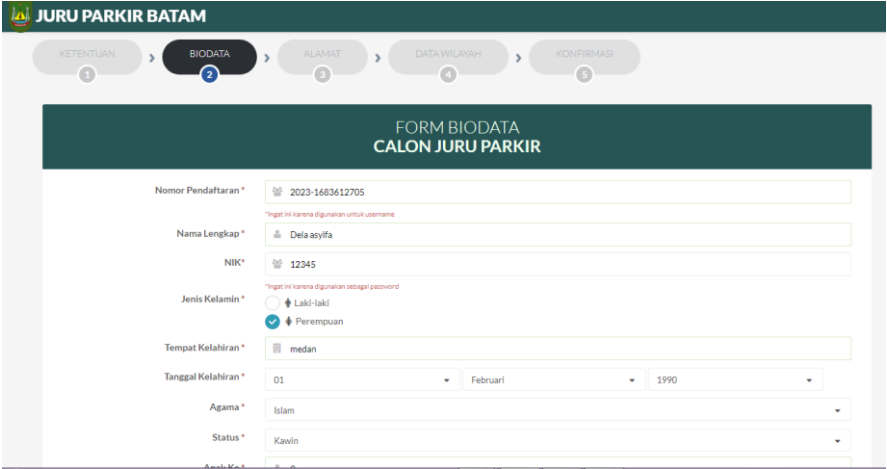 JURU PARKIR BATAM
KETENTUAN
1
BIODATA
2
ALAMAT
3
DATA WILAYAH
4
KONFIRMASI
5
FORM BIODATA
CALON JURU PARKIR
Nomor Pendaftaran * 2023-1683612705
*Ingat ini karena digunakan untuk username
Nama Lengkap * Dela asyifa
NIK* 12345
*Ingat ini karena digunakan sebagai password
Jenis Kelamin * Laki-laki
Perempuan
Tempat Kelahiran * medan
Tanggal Kelahiran * 01 Februari 1990
Agama * Islam
Status * Kawin
Anak Ke *